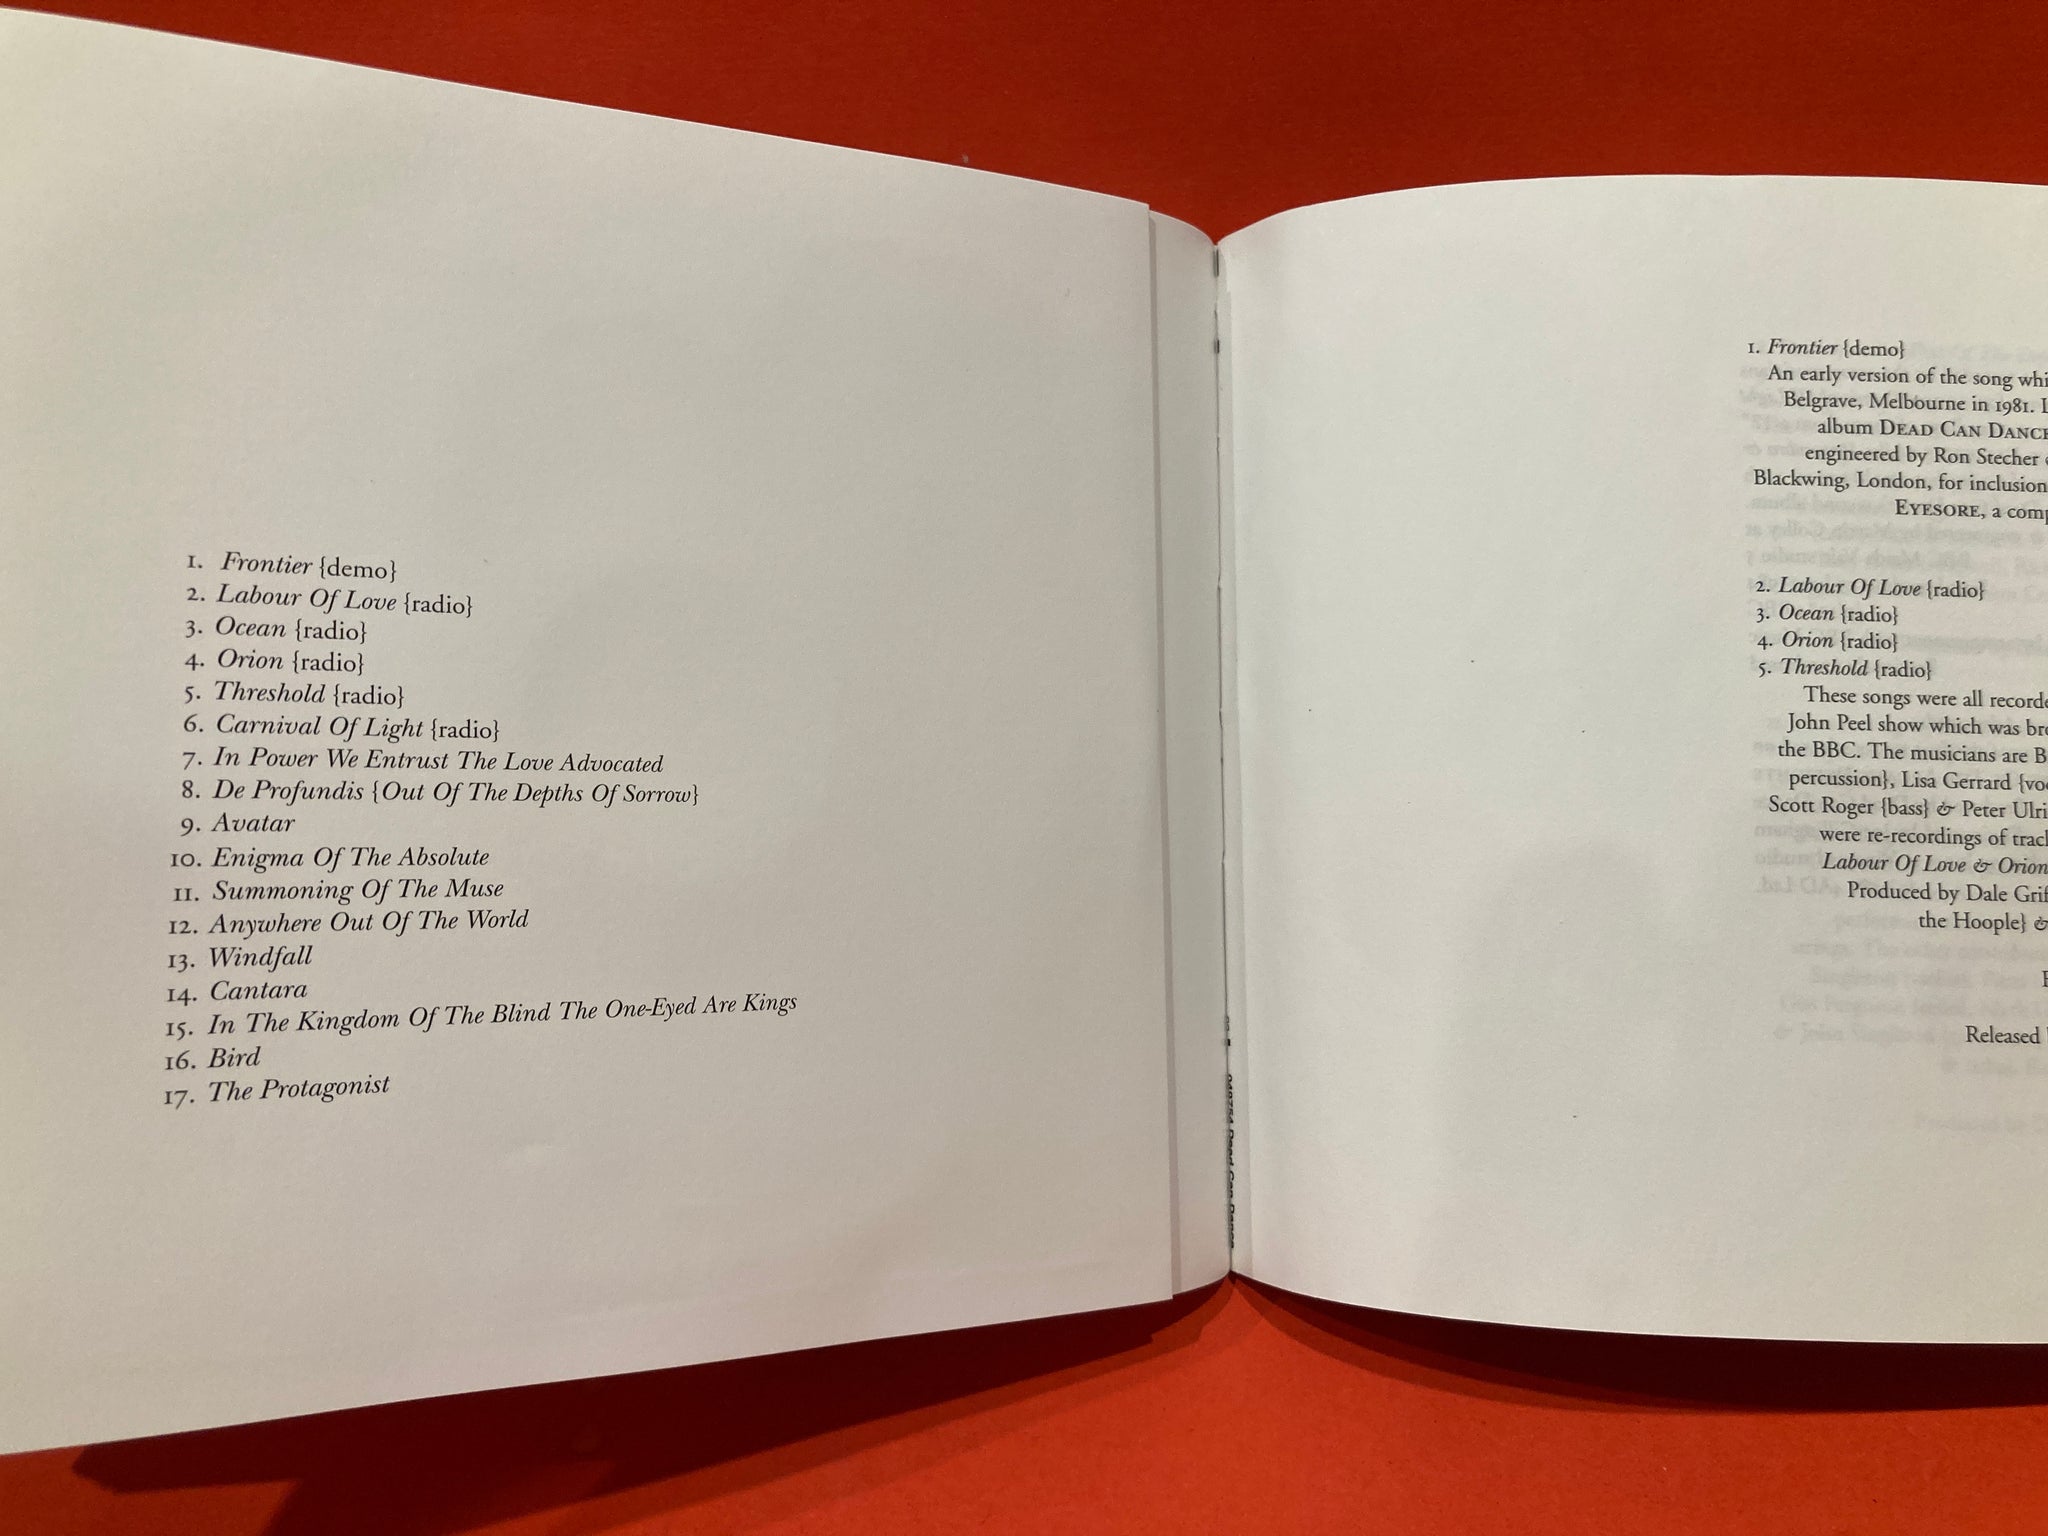 1. Frontier {demo}
2. Labour Of Love {radio}
3. Ocean {radio}
4. Orion {radio}
5. Threshold {radio}
6. Carnival Of Light {radio}
7. In Power We Entrust The Love Advocated
8. De Profundis {Out Of The Depths Of Sorrow}
9. Avatar
10. Enigma Of The Absolute
11. Summoning Of The Muse
12. Anywhere Out Of The World
13. Windfall
14. Cantara
15. In The Kingdom Of The Blind The One-Eyed Are Kings
16. Bird
17. The Protagonist
1. Frontier {demo}
An early version of the song
Belgrave, Melbourne in 1981.
album DEAD CAN DANCE
engineered by Ron Stecher
Blackwing, London, for inclusion
EYESORE, a
2. Labour Of Love {radio}
3. Ocean {radio}
4. Orion {radio}
5. Threshold {radio}
These songs were all
John Peel show which was
the BBC. The musicians are
percussion}, Lisa Gerrard
Scott Roger {bass} & Peter
were re-recordings of
Labour Of Love & Orion
Produced by Dale
the Hoople} &
Released
Dead Can Dance